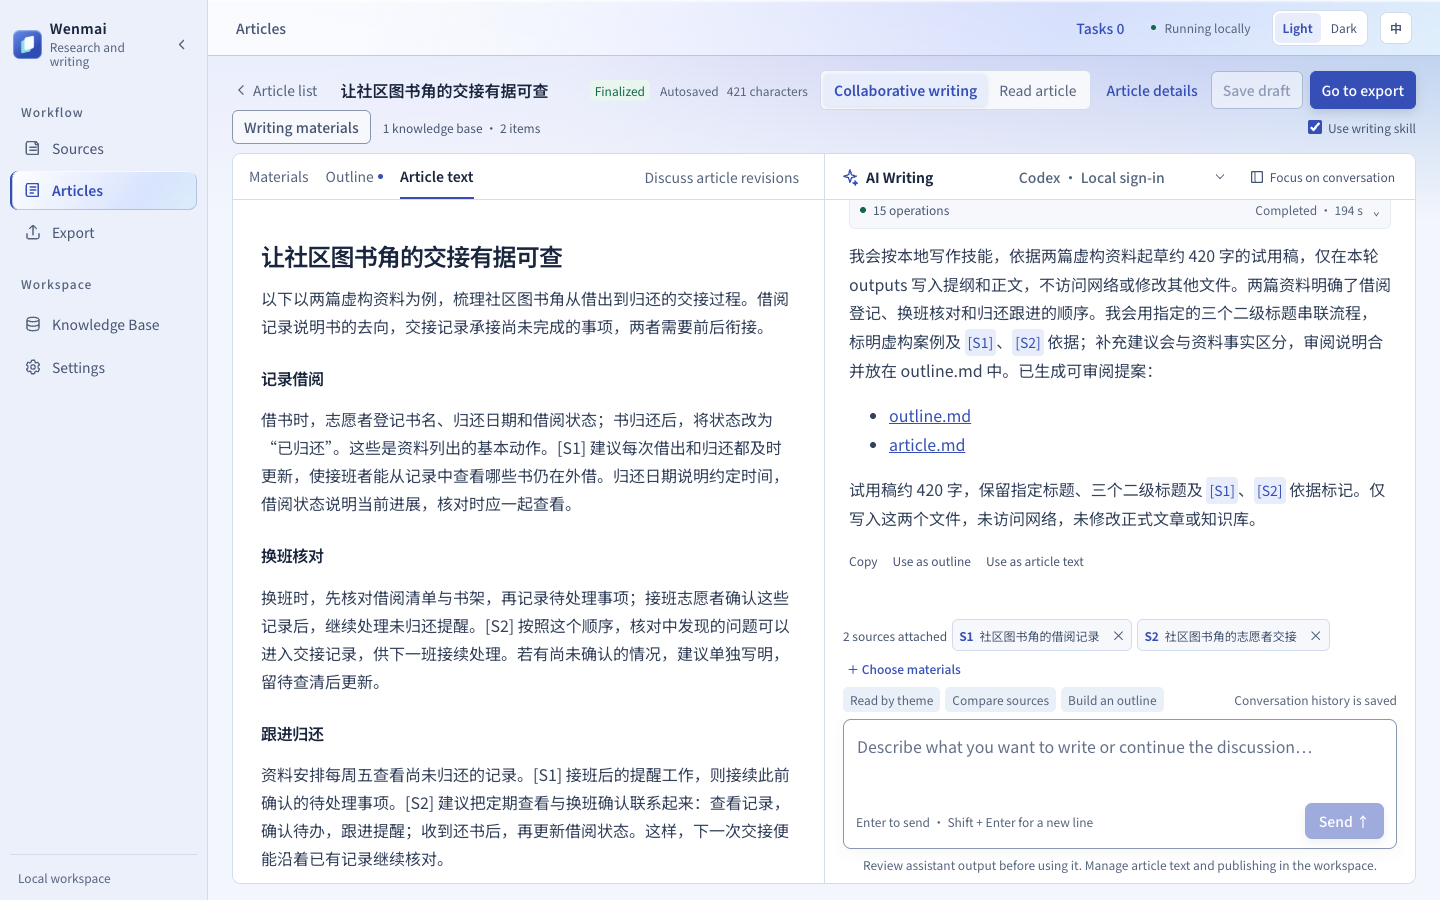 Wenmai
Research and
writing
Workflow
Sources
Articles
Export
Workspace
Knowledge Base
Settings
Local workspace
Articles
Tasks 0
Running locally
Light
Dark
中
Article list
让社区图书角的交接有据可查
Finalized
Autosaved
421 characters
Collaborative writing
Read article
Article details
Save draft
Go to export
Writing materials
1 knowledge base · 2 items
Use writing skill
Materials
Outline
Article text
Discuss article revisions
让社区图书角的交接有据可查
以下以两篇虚构资料为例，梳理社区图书角从借出到归还的交接过程。借阅
记录说明书的去向，交接记录承接尚未完成的事项，两者需要前后衔接。
记录借阅
借书时，志愿者登记书名、归还日期和借阅状态；书归还后，将状态改为
“已归还”。这些是资料列出的基本动作。[S1] 建议每次借出和归还都及时
更新，使接班者能从记录中查看哪些书仍在外借。归还日期说明约定时间，
借阅状态说明当前进展，核对时应一起查看。
换班核对
换班时，先核对借阅清单与书架，再记录待处理事项；接班志愿者确认这些
记录后，继续处理未归还提醒。[S2] 按照这个顺序，核对中发现的问题可以
进入交接记录，供下一班接续处理。若有尚未确认的情况，建议单独写明，
留待查清后更新。
跟进归还
资料安排每周五查看尚未归还的记录。[S1] 接班后的提醒工作，则接续此前
确认的待处理事项。[S2] 建议把定期查看与换班确认联系起来：查看记录，
确认待办，跟进提醒；收到还书后，再更新借阅状态。这样，下一次交接便
能沿着已有记录继续核对。
AI Writing
Codex · Local sign-in
Focus on conversation
15 operations
Completed · 194 s
我会按本地写作技能，依据两篇虚构资料起草约 420 字的试用稿，仅在本轮
outputs 写入提纲和正文，不访问网络或修改其他文件。两篇资料明确了借阅
登记、换班核对和归还跟进的顺序。我会用指定的三个二级标题串联流程，
标明虚构案例及 [S1]、[S2] 依据；补充建议会与资料事实区分，审阅说明合
并放在 outline.md 中。已生成可审阅提案：
• outline.md
• article.md
试用稿约 420 字，保留指定标题、三个二级标题及 [S1]、[S2] 依据标记。仅
写入这两个文件，未访问网络，未修改正式文章或知识库。
Copy
Use as outline
Use as article text
2 sources attached
S1 社区图书角的借阅记录
S2 社区图书角的志愿者交接
+ Choose materials
Read by theme
Compare sources
Build an outline
Conversation history is saved
Describe what you want to write or continue the discussion…
Enter to send · Shift + Enter for a new line
Send ↑
Review assistant output before using it. Manage article text and publishing in the workspace.